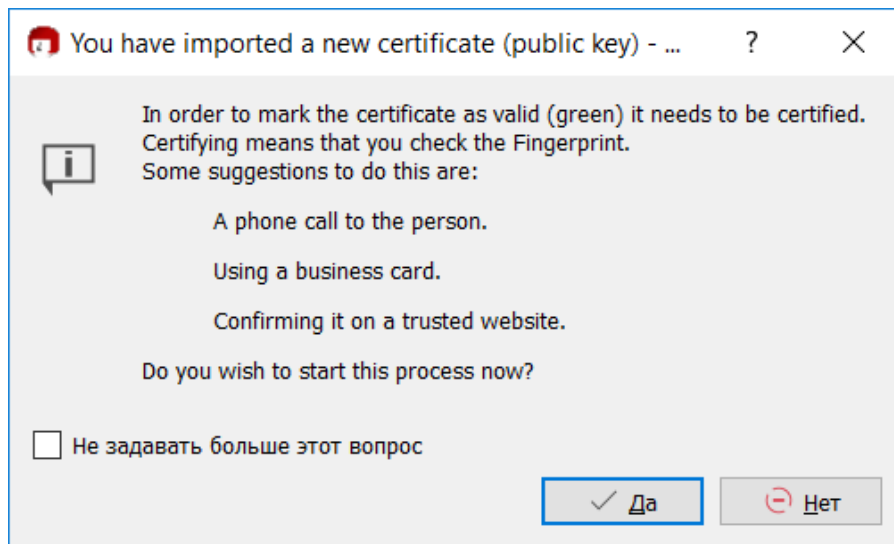 You have imported a new certificate (public key) - ...
?
In order to mark the certificate as valid (green) it needs to be certified.
Certifying means that you check the Fingerprint.
Some suggestions to do this are:
A phone call to the person.
Using a business card.
Confirming it on a trusted website.
Do you wish to start this process now?
Не задавать больше этот вопрос
Да
Нет